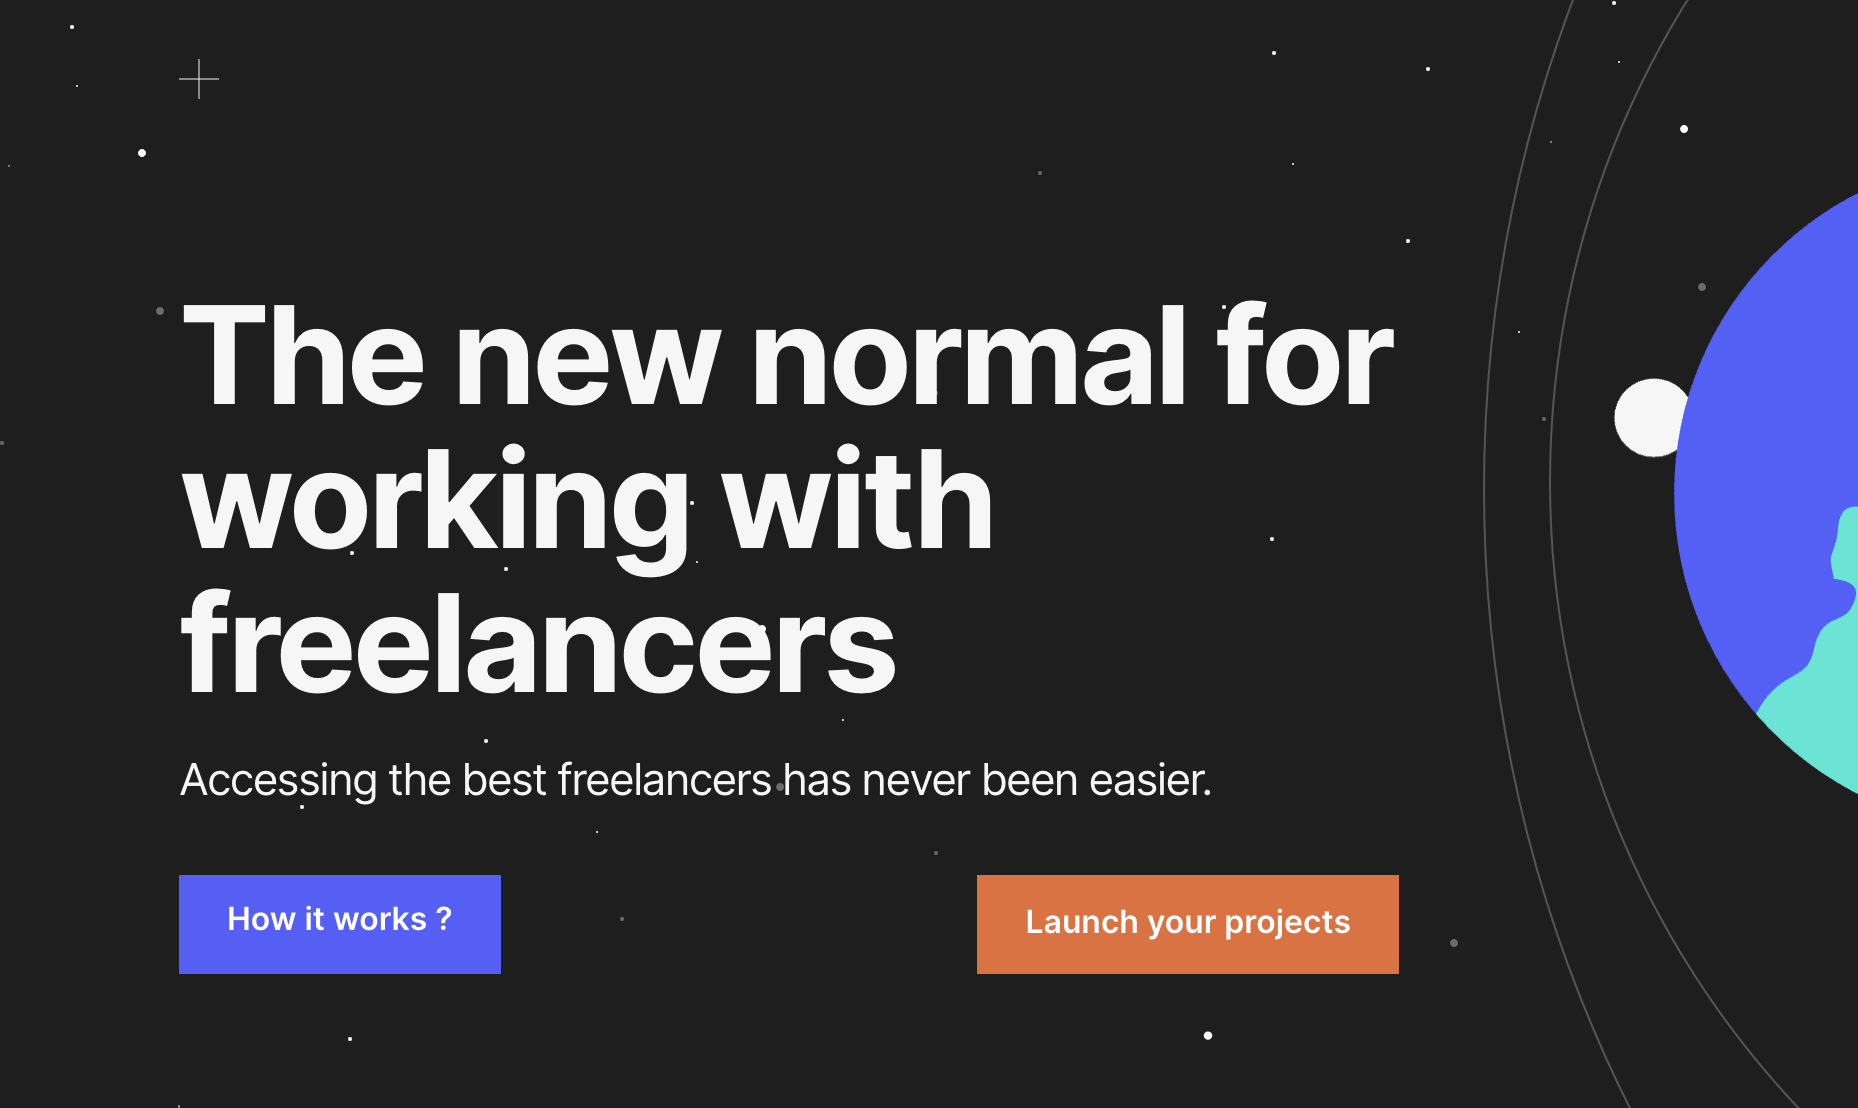 The new normal for
working with
freelancers
Accessing the best freelancers has never been easier.
How it works ?
Launch your projects